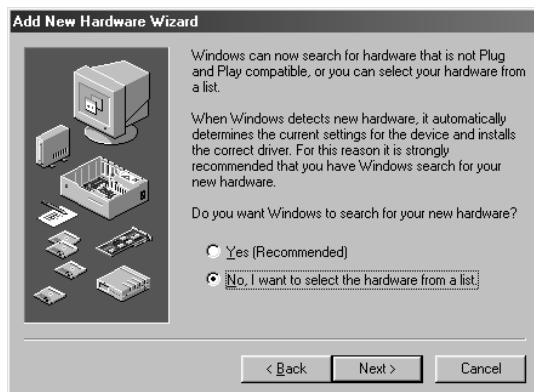 Add New Hardware Wizard
Windows can now search for hardware that is not Plug
and Play compatible, or you can select your hardware from
a list.
When Windows detects new hardware, it automatically
determines the current settings for the device and installs
the correct driver. For this reason it is strongly
recommended that you have Windows search for your
new hardware.
Do you want Windows to search for your new hardware?
Yes (Recommended)
No, I want to select the hardware from a list.
< Back
Next >
Cancel